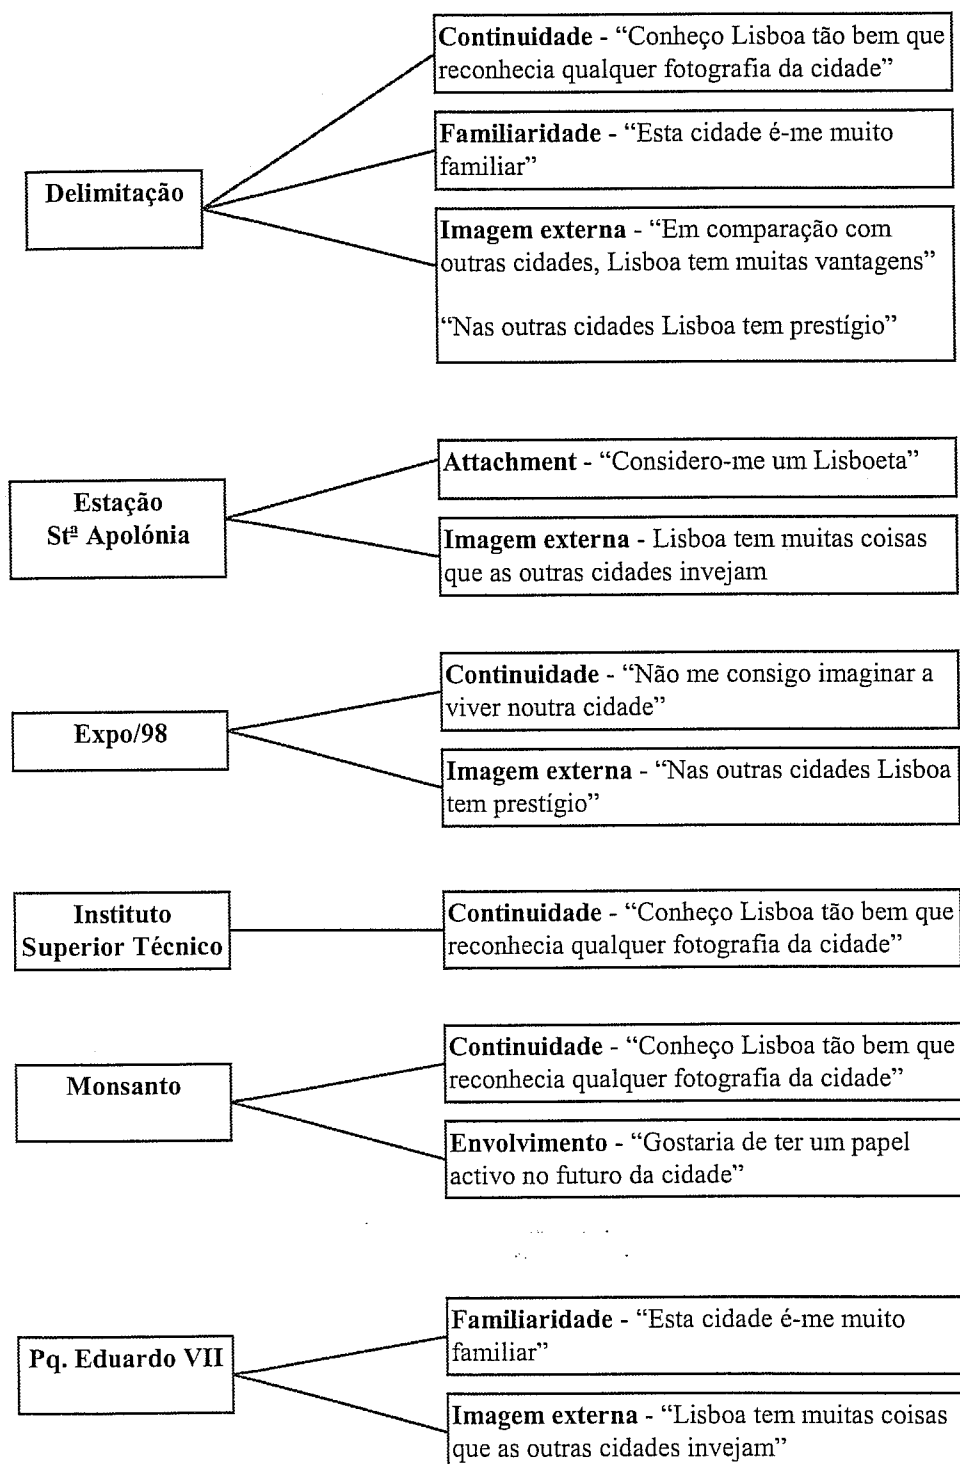 Continuidade - “Conheço Lisboa tão bem que
reconhecia qualquer fotografia da cidade”
Familiaridade - “Esta cidade é-me muito
familiar”
Delimitação
Imagem externa - “Em comparação com
outras cidades, Lisboa tem muitas vantagens”
“Nas outras cidades Lisboa tem prestígio”
Attachment - “Considero-me um Lisboeta”
Estação
Stª Apolónia
Imagem externa - Lisboa tem muitas coisas
que as outras cidades invejam
Continuidade - “Não me consigo imaginar a
viver noutra cidade”
Expo/98
Imagem externa - “Nas outras cidades Lisboa
tem prestígio”
Instituto
Superior Técnico
Continuidade - “Conheço Lisboa tão bem que
reconhecia qualquer fotografia da cidade”
Continuidade - “Conheço Lisboa tão bem que
reconhecia qualquer fotografia da cidade”
Monsanto
Envolvimento - “Gostaria de ter um papel
activo no futuro da cidade”
Familiaridade - “Esta cidade é-me muito
familiar”
Pq. Eduardo VII
Imagem externa - “Lisboa tem muitas coisas
que as outras cidades invejam”